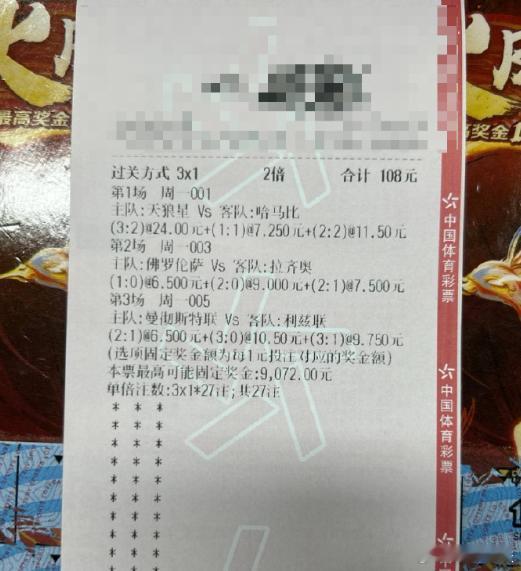 最高奖金
高奖金1
过关方式 3x1 2倍 合计 108元
第1场 周一001
主队:天狼星 Vs 客队:哈马比
(3:2)@24.00元+(1:1)@7.250元+(2:2)@11.50元
第2场 周一003
主队:佛罗伦萨 Vs 客队:拉齐奥
(1:0)@6.500元+(2:0)@9.000元+(2:1)@7.500元
第3场 周一005
主队:曼彻斯特联 Vs 客队:利兹联
(2:1)@6.500元+(3:0)@10.50元+(3:1)@9.750元
(选项固定奖金额为每1元投注对应的奖金额)
本票最高可能固定奖金:9,072.00元
单倍注数:3x1*27注;共27注
* * *
* * *
* * *
* * *
* * *
* * *
* * *
* * *
* * *
中国体育彩票
中国体育彩票